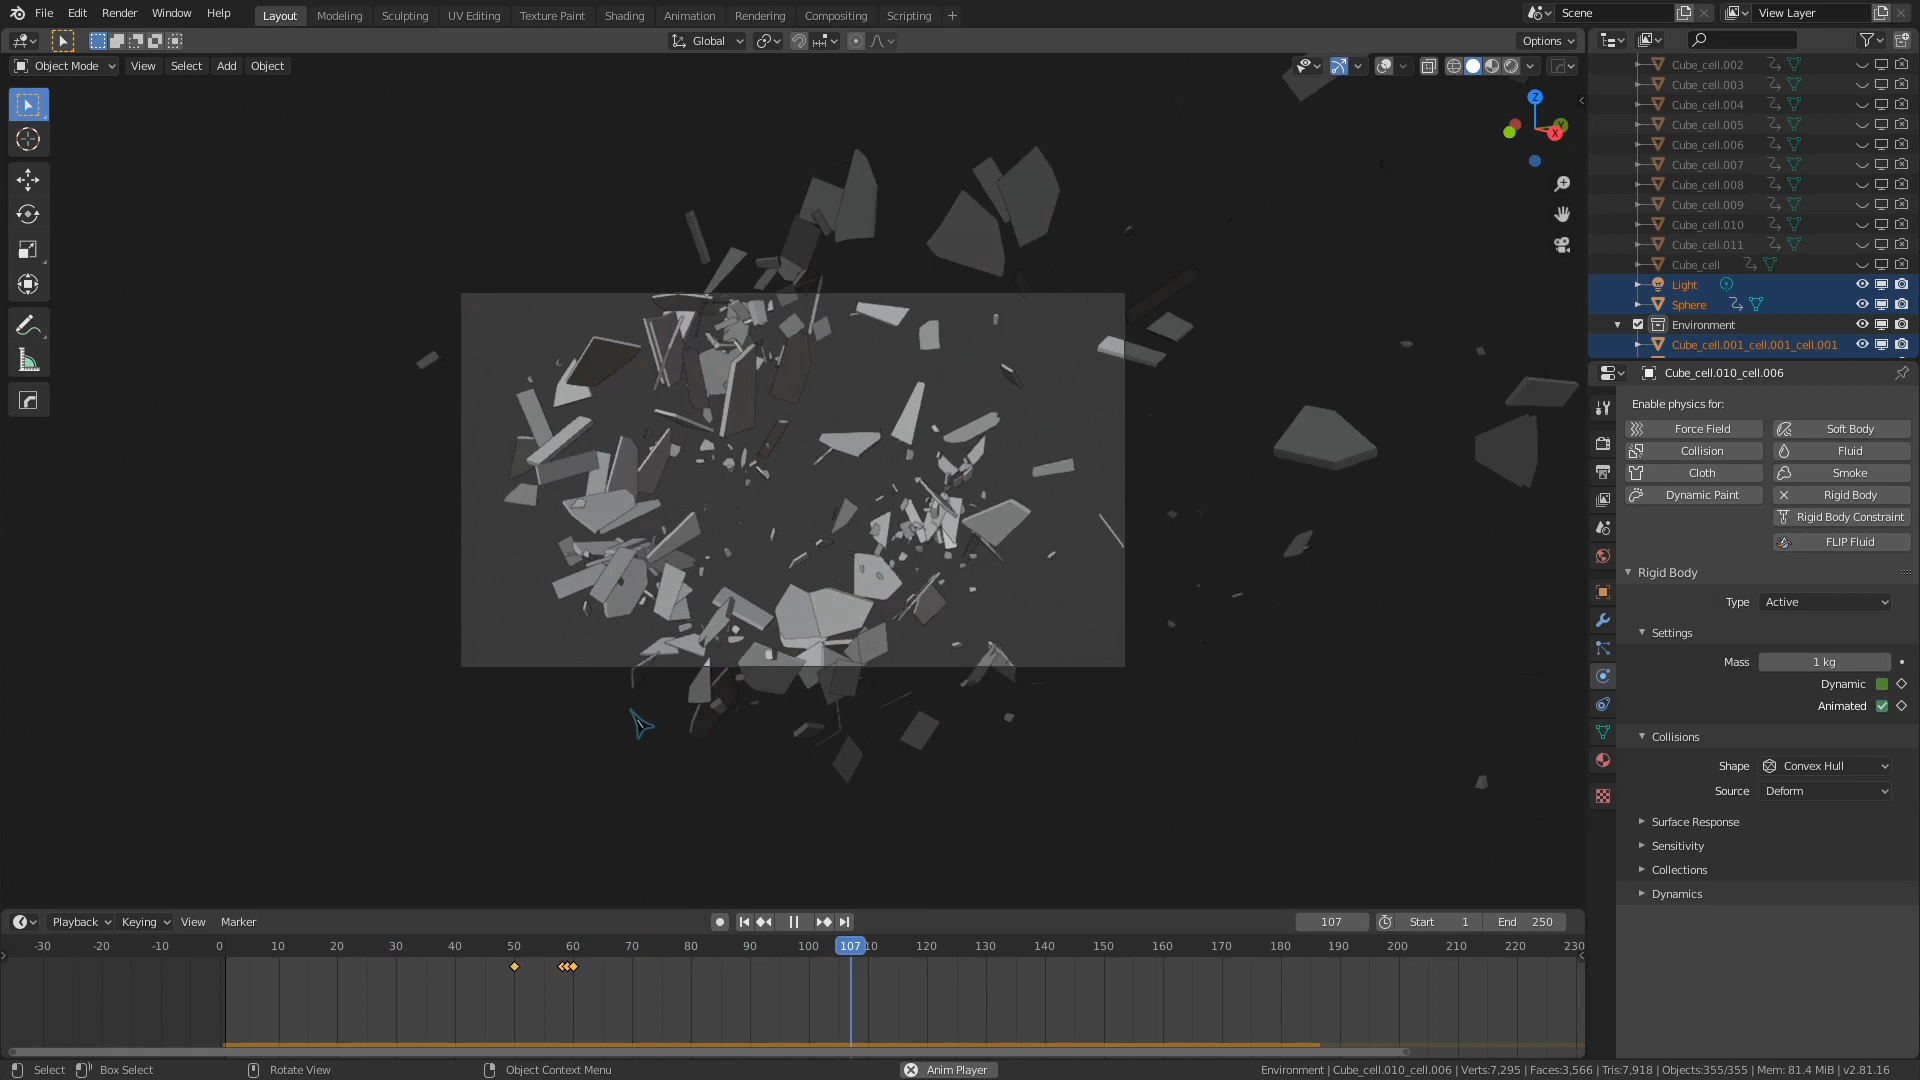 File Edit Render Window Help Layout Modeling Sculpting UV Editing Texture Paint Shading Animation Rendering Compositing Scripting + Scene View Layer
Global Options
Object Mode View Select Add Object
Z
Y
X
Cube_cell.002
Cube_cell.003
Cube_cell.004
Cube_cell.005
Cube_cell.006
Cube_cell.007
Cube_cell.008
Cube_cell.009
Cube_cell.010
Cube_cell.011
Cube_cell
Light
Sphere
Environment
Cube_cell.001_cell.001_cell.001
Cube_cell.010_cell.006
Enable physics for:
Force Field Soft Body
Collision Fluid
Cloth Smoke
Dynamic Paint Rigid Body
Rigid Body Constraint
FLIP Fluid
Rigid Body
Type Active
Settings
Mass 1 kg
Dynamic
Animated
Collisions
Shape Convex Hull
Source Deform
Surface Response
Sensitivity
Collections
Dynamics
Playback Keying View Marker 107 Start 1 End 250
-30 -20 -10 0 10 20 30 40 50 60 70 80 90 100 107 10 120 130 140 150 160 170 180 190 200 210 220 230
Select Box Select Rotate View Object Context Menu Anim Player Environment | Cube_cell.010_cell.006 | Verts:7,295 | Faces:3,566 | Tris:7,918 | Objects:355/355 | Mem: 81.4 MiB | v2.81.16